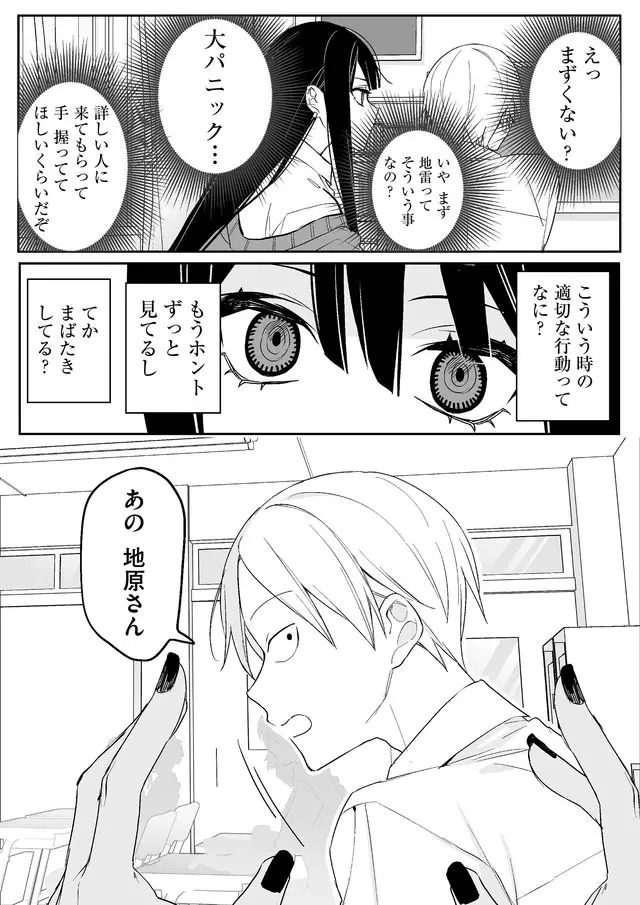 えっ
まずくない?
いや まず
地雷って
そういう事
なの?
大パニック…
詳しい人に
来てもらって
手 握ってて
ほしいくらいだぞ
こういう時の
適切な行動って
なに?
もうホント
ずっと
見てるし
てか
まばたき
してる?
あの 地原さん